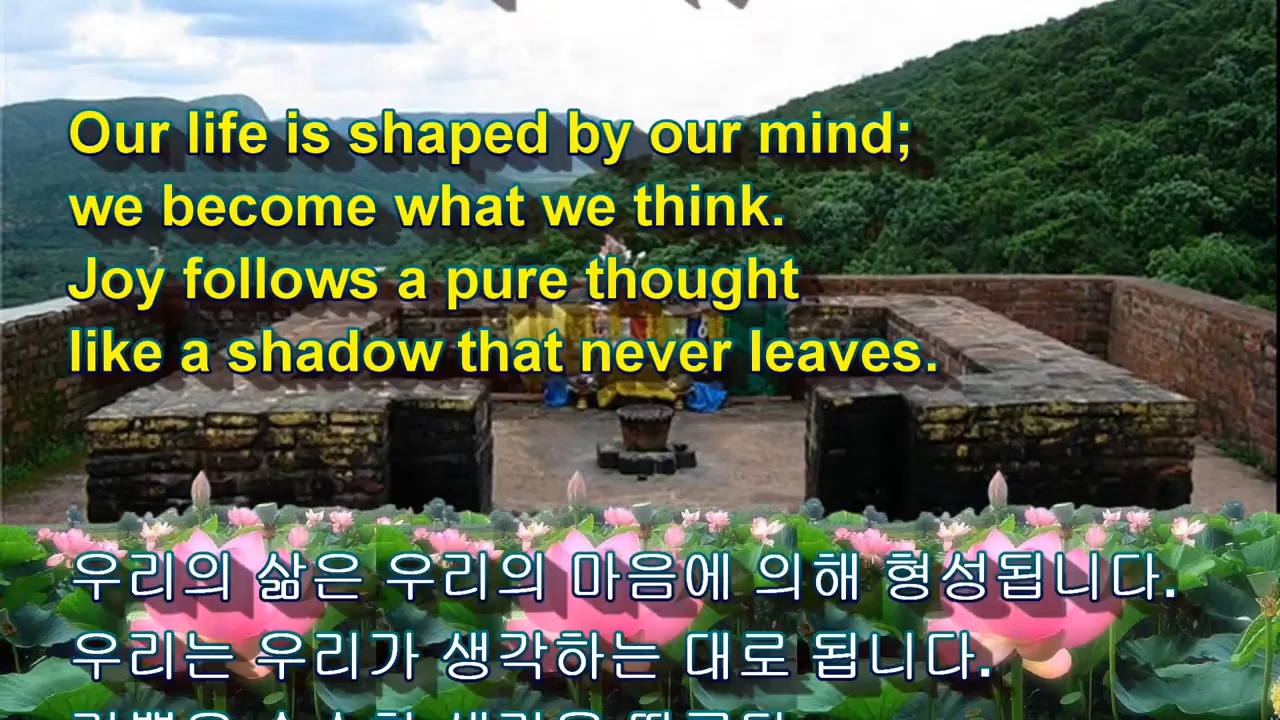 Our life is shaped by our mind;
we become what we think.
Joy follows a pure thought
like a shadow that never leaves.
우리의 삶은 우리의 마음에 의해 형성됩니다.
우리는 우리가 생각하는 대로 됩니다.